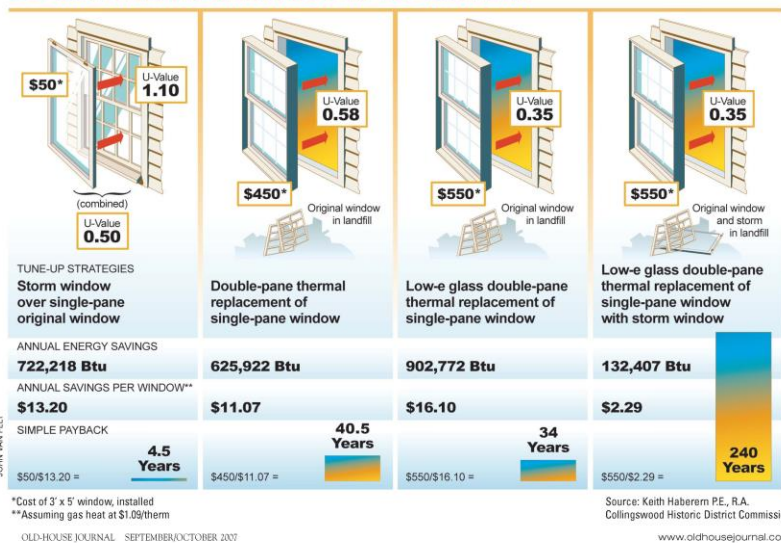 $50*
U-Value
1.10
(combined)
U-Value
0.50
TUNE-UP STRATEGIES
Storm window
over single-pane
original window
U-Value
0.58
$450*
Original window
in landfill
Double-pane thermal
replacement of
single-pane window
U-Value
0.35
$550*
Original window
in landfill
Low-e glass double-pane
thermal replacement of
single-pane window
U-Value
0.35
$550*
Original window
and storm
in landfill
Low-e glass double-pane
thermal replacement of
single-pane window
with storm window
ANNUAL ENERGY SAVINGS
722,218 Btu
625,922 Btu
902,772 Btu
132,407 Btu
ANNUAL SAVINGS PER WINDOW**
$13.20
$11.07
$16.10
$2.29
SIMPLE PAYBACK
4.5
Years
$50/$13.20 =
40.5
Years
$450/$11.07 =
34
Years
$550/$16.10 =
240
Years
$550/$2.29 =
*Cost of 3' x 5' window, installed
**Assuming gas heat at $1.09/therm
Source: Keith Haberern P.E., R.A.
Collingswood Historic District Commissi
OLD-HOUSE JOURNAL SEPTEMBER/OCTOBER 2007
www.oldhousejournal.co